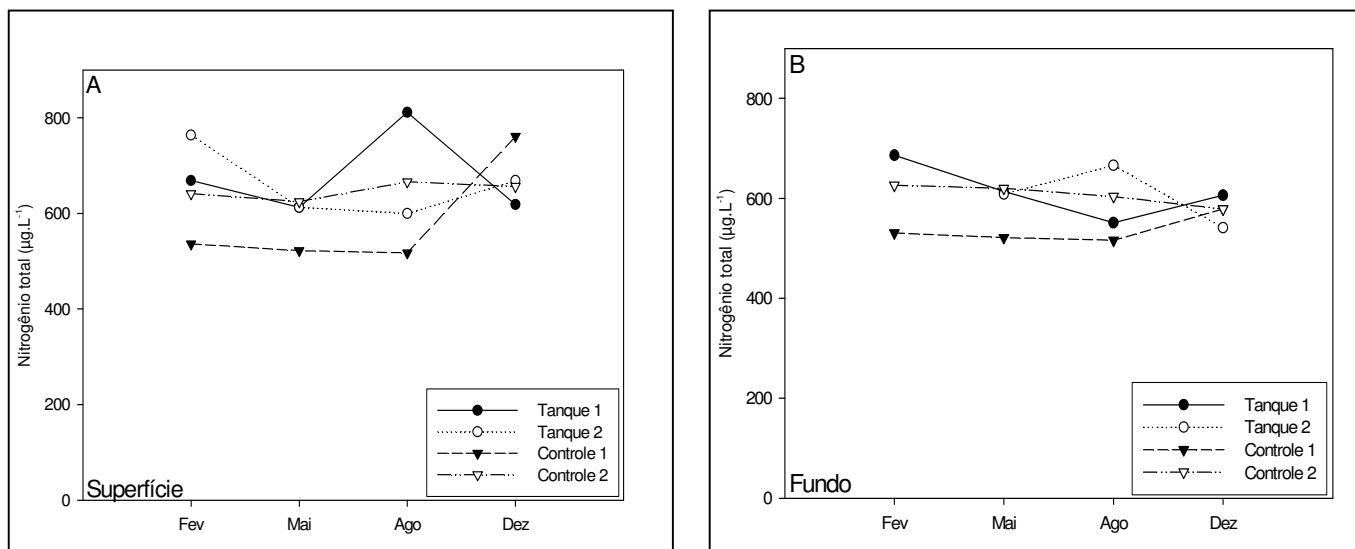 A
Nitrogênio total (µg.L⁻¹)
800
600
400
200
0
Superfície
Tanque 1
Tanque 2
Controle 1
Controle 2
Fev Mai Ago Dez
B
Nitrogênio total (µg.L⁻¹)
800
600
400
200
0
Fundo
Tanque 1
Tanque 2
Controle 1
Controle 2
Fev Mai Ago Dez